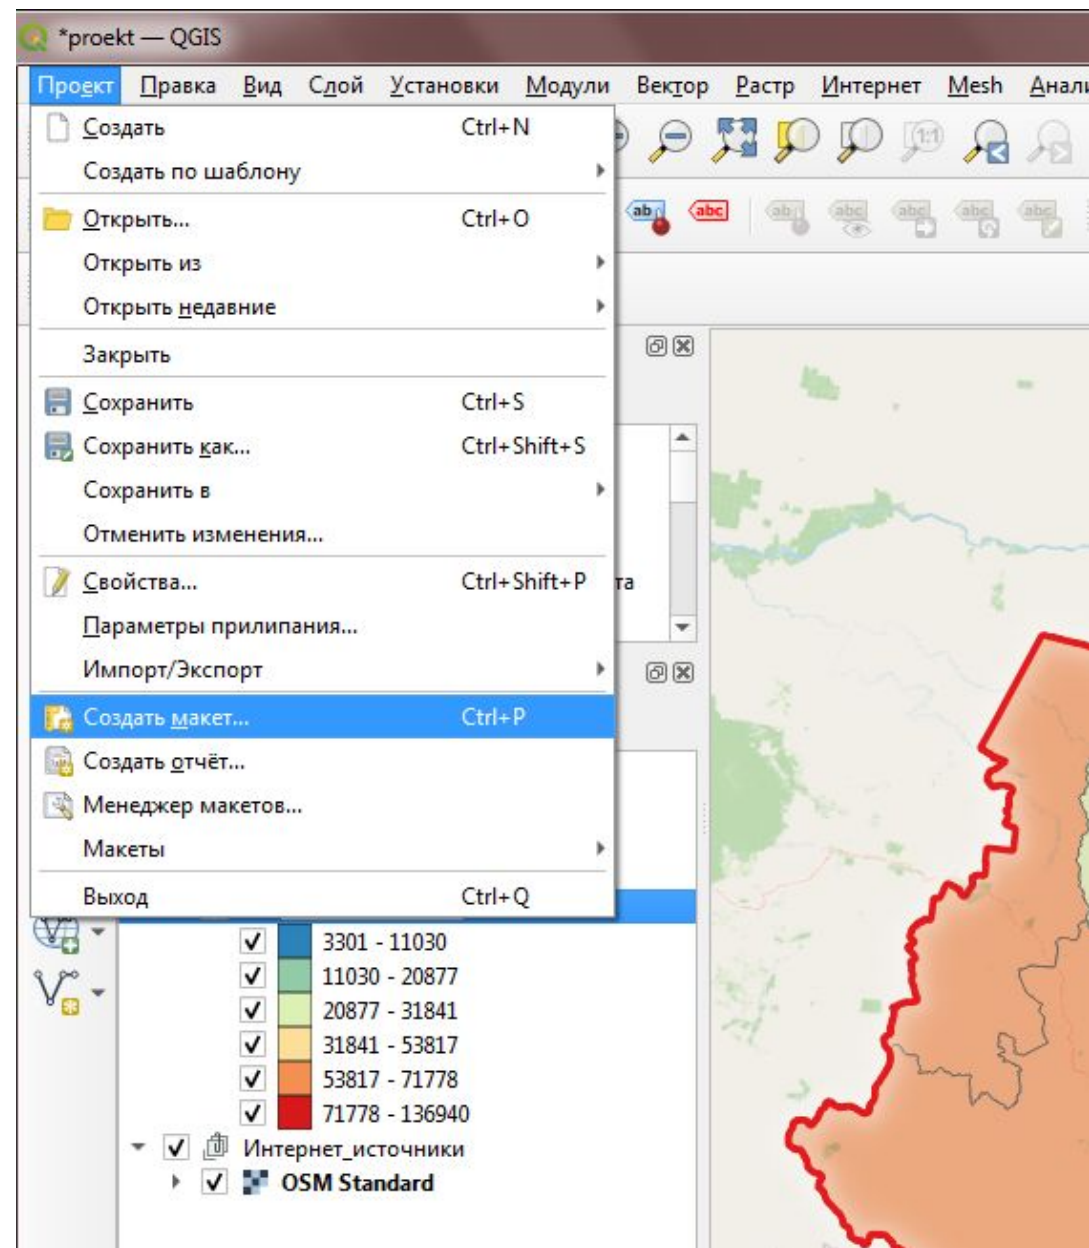 *proekt — QGIS
Проект Правка Вид Слой Установки Модули Вектор Растр Интернет Mesh
Создать Ctrl+N
Создать по шаблону
Открыть... Ctrl+O
Открыть из
Открыть недавние
Закрыть
Сохранить Ctrl+S
Сохранить как... Ctrl+Shift+S
Сохранить в
Отменить изменения...
Свойства... Ctrl+Shift+P
Параметры прилипания...
Импорт/Экспорт
Создать макет... Ctrl+P
Создать отчёт...
Менеджер макетов...
Макеты
Выход Ctrl+Q
3301 - 11030
11030 - 20877
20877 - 31841
31841 - 53817
53817 - 71778
71778 - 136940
Интернет_источники
OSM Standard